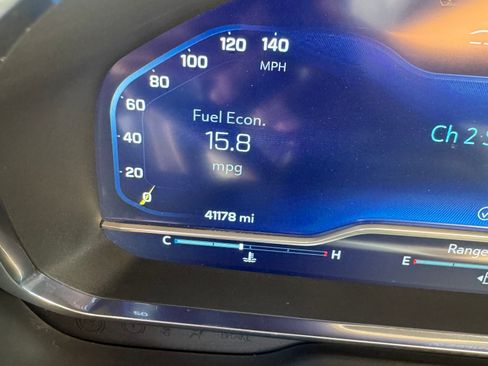 120 140
100
MPH
80
60
40
20
0
Fuel Econ.
15.8
mpg
Ch 2
41178 mi
C H
Range
E